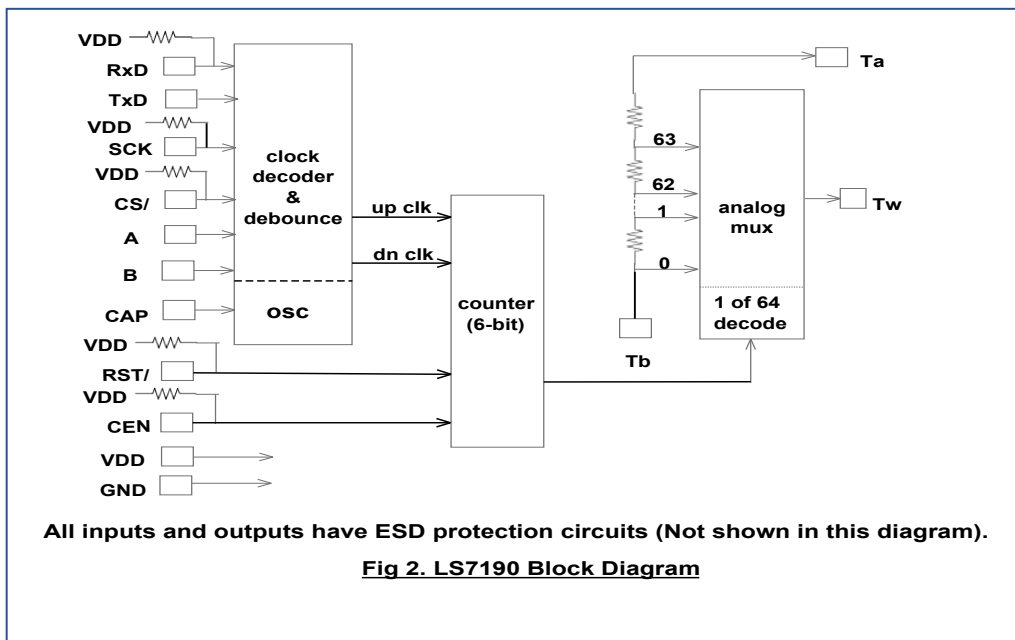 VDD
RxD
TxD
VDD
SCK
VDD
CS/
A
B
CAP
VDD
RST/
VDD
CEN
VDD
GND
clock
decoder
&
debounce
osc
up clk
dn clk
counter
(6-bit)
Ta
63
62
1
0
Tb
analog
mux
1 of 64
decode
Tw
All inputs and outputs have ESD protection circuits (Not shown in this diagram).
Fig 2. LS7190 Block Diagram